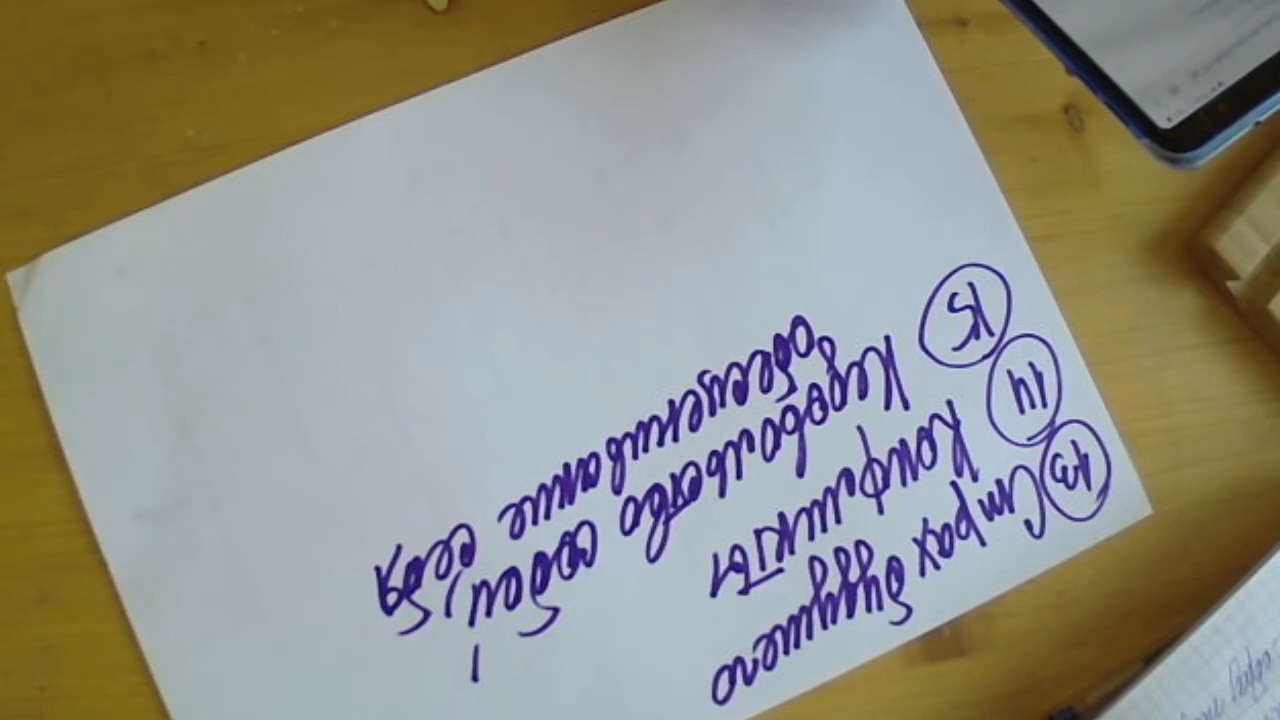 13 Страх будущего
14 Конфликты
15 Недовольство собой,
обесценивание себя